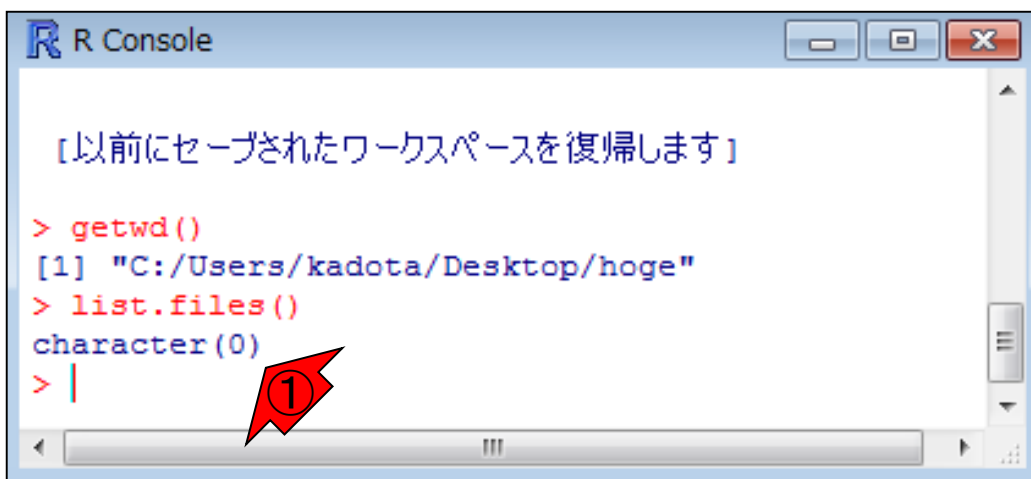 R Console
[以前にセーブされたワークスペースを復帰します]
> getwd()
[1] "C:/Users/kadota/Desktop/hoge"
> list.files()
character(0)
>
①